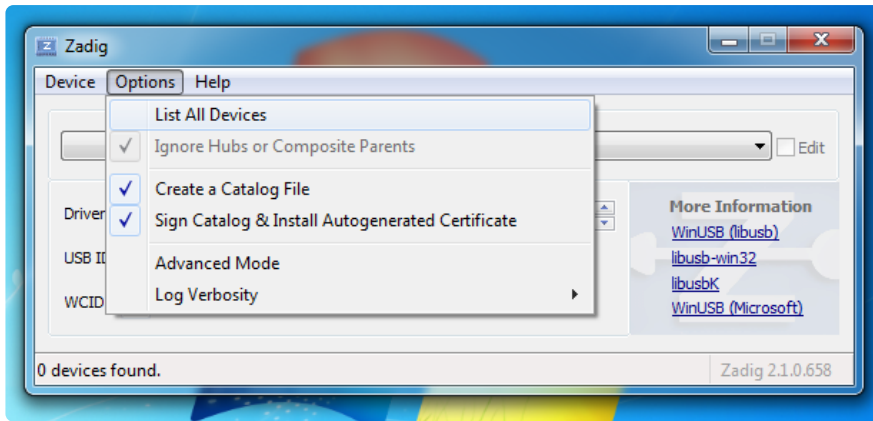 Zadig
Device Options Help
List All Devices
Ignore Hubs or Composite Parents
Edit
Create a Catalog File
Sign Catalog & Install Autogenerated Certificate
Advanced Mode
Log Verbosity
Driver
USB
WCID
More Information
WinUSB (libusb)
libusb-win32
libusbK
WinUSB (Microsoft)
0 devices found.
Zadig 2.1.0.658